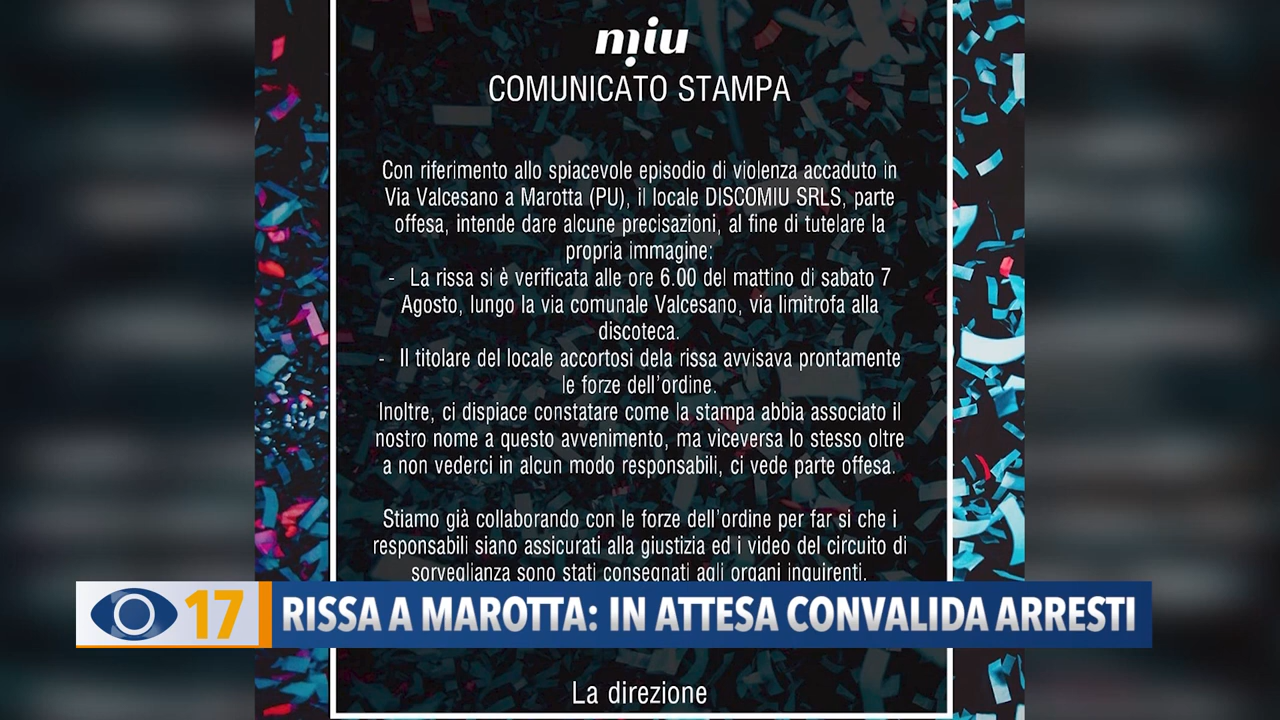 miu
COMUNICATO STAMPA
Con riferimento allo spiacevole episodio di violenza accaduto in
Via Valcesano a Marotta (PU), il locale DISCOMIU SRLS, parte
offesa, intende dare alcune precisazioni, al fine di tutelare la
propria immagine:
- La rissa si è verificata alle ore 6.00 del mattino di sabato 7
Agosto, lungo la via comunale Valcesano, via limitrofa alla
discoteca.
- Il titolare del locale accortosi dela rissa avvisava prontamente
le forze dell'ordine.
Inoltre, ci dispiace constatare come la stampa abbia associato il
nostro nome a questo avvenimento, ma viceversa lo stesso oltre
a non vederci in alcun modo responsabili, ci vede parte offesa.
Stiamo già collaborando con le forze dell'ordine per far si che i
responsabili siano assicurati alla giustizia ed i video del circuito di
sorveglianza sono stati consegnati agli organi inquirenti.
17 RISSA A MAROTTA: IN ATTESA CONVALIDA ARRESTI
La direzione